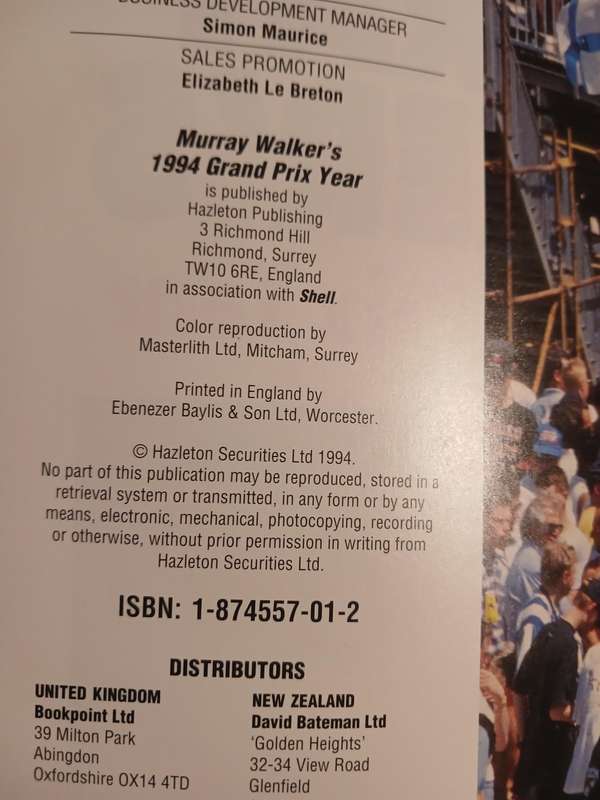 BUSINESS DEVELOPMENT MANAGER
Simon Maurice
SALES PROMOTION
Elizabeth Le Breton
Murray Walker's
1994 Grand Prix Year
is published by
Hazleton Publishing
3 Richmond Hill
Richmond, Surrey
TW10 6RE, England
in association with Shell.
Color reproduction by
Masterlith Ltd, Mitcham, Surrey
Printed in England by
Ebenezer Baylis & Son Ltd, Worcester.
© Hazleton Securities Ltd 1994.
No part of this publication may be reproduced, stored in a
retrieval system or transmitted, in any form or by any
means, electronic, mechanical, photocopying, recording
or otherwise, without prior permission in writing from
Hazleton Securities Ltd.
ISBN: 1-874557-01-2
DISTRIBUTORS
UNITED KINGDOM
Bookpoint Ltd
39 Milton Park
Abingdon
Oxfordshire OX14 4TD
NEW ZEALAND
David Bateman Ltd
'Golden Heights'
32-34 View Road
Glenfield